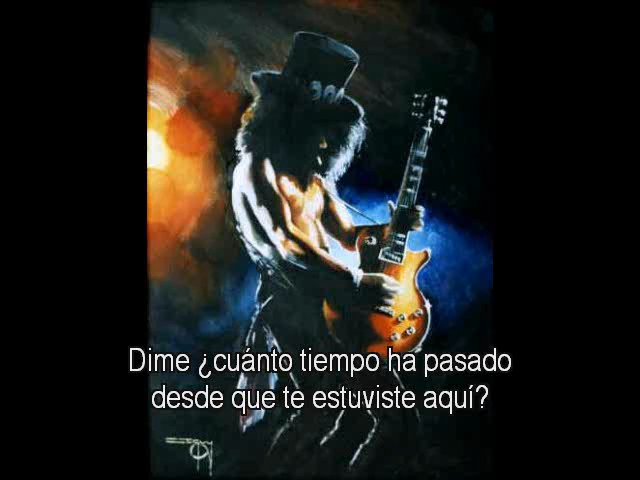 Dime ¿cuánto tiempo ha pasado
desde que te estuviste aquí?